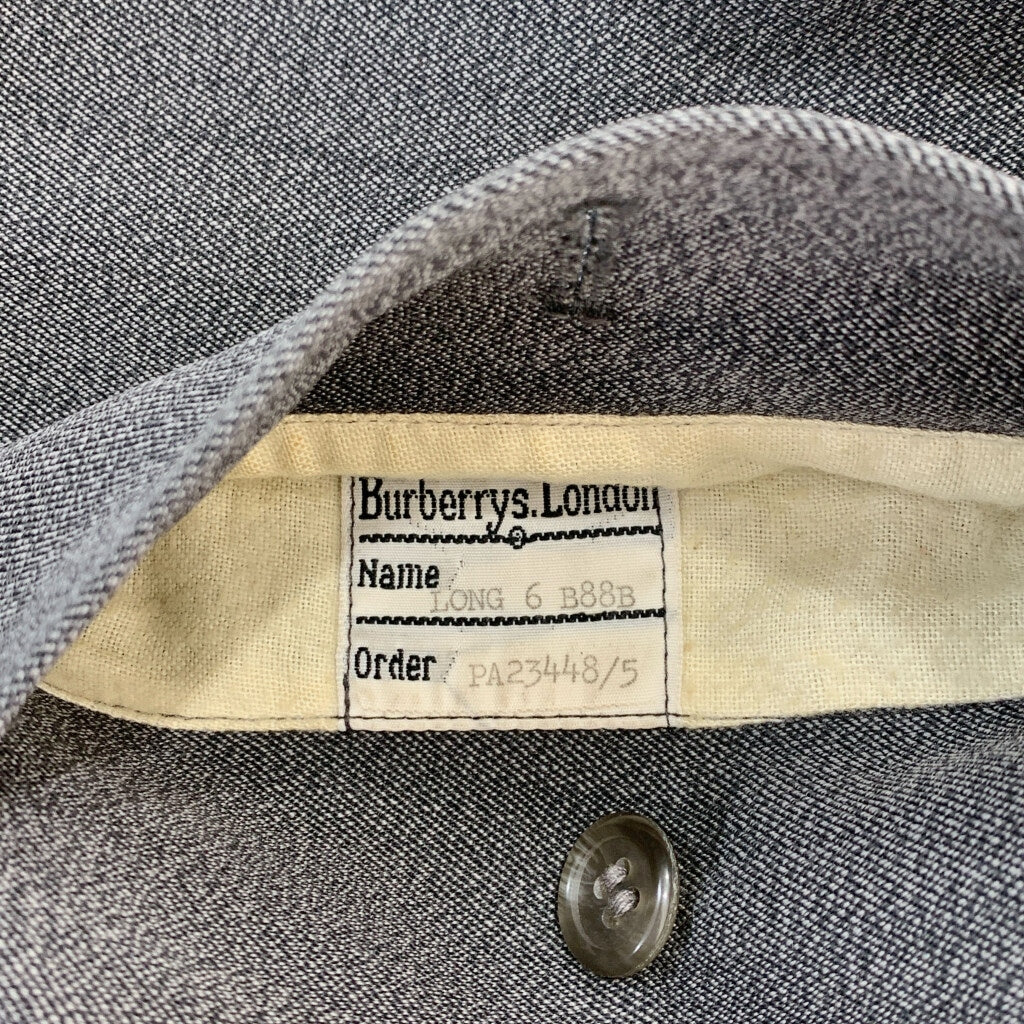 Burberrys.London
Name
LONG 6 B88B
Order
PA23448/5